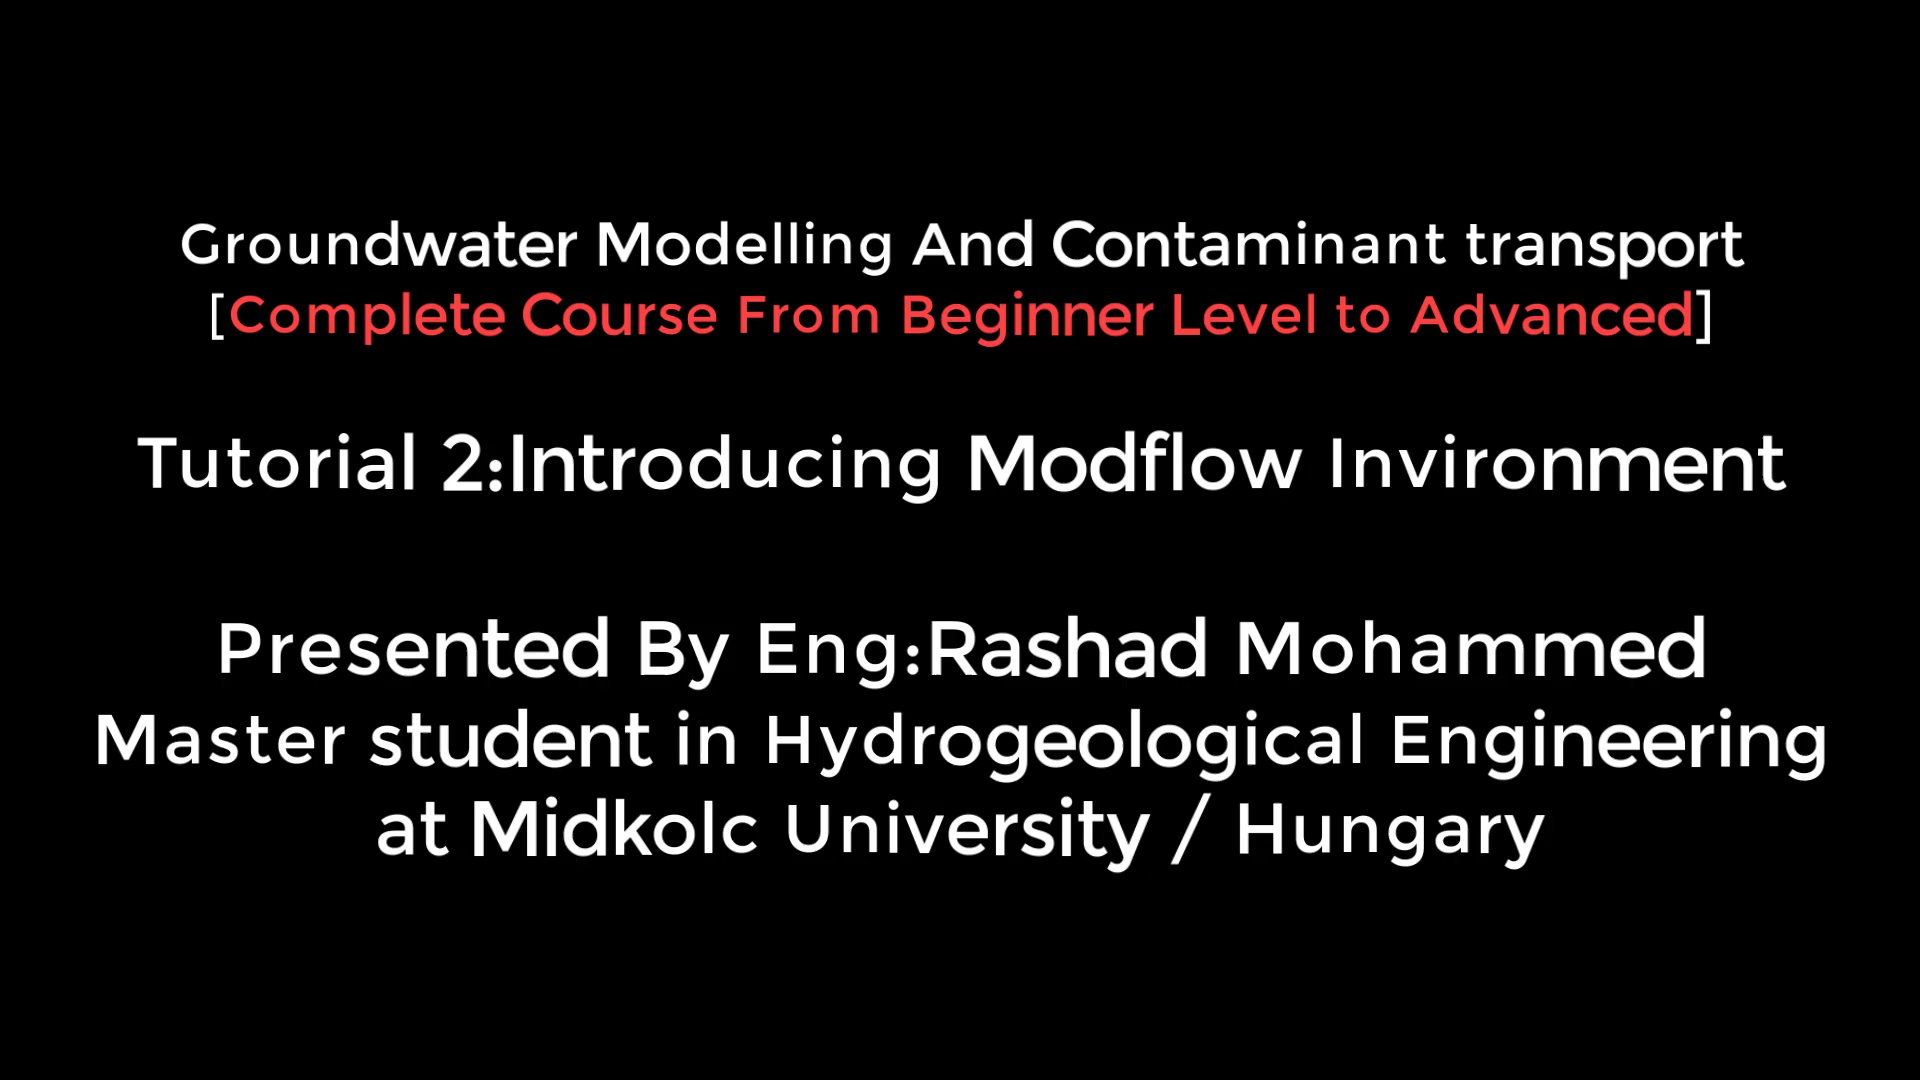 Groundwater Modelling And Contaminant transport
[Complete Course From Beginner Level to Advanced]
Tutorial 2:Introducing Modflow Invironment
Presented By Eng:Rashad Mohammed
Master student in Hydrogeological Engineering
at Midkolc University / Hungary